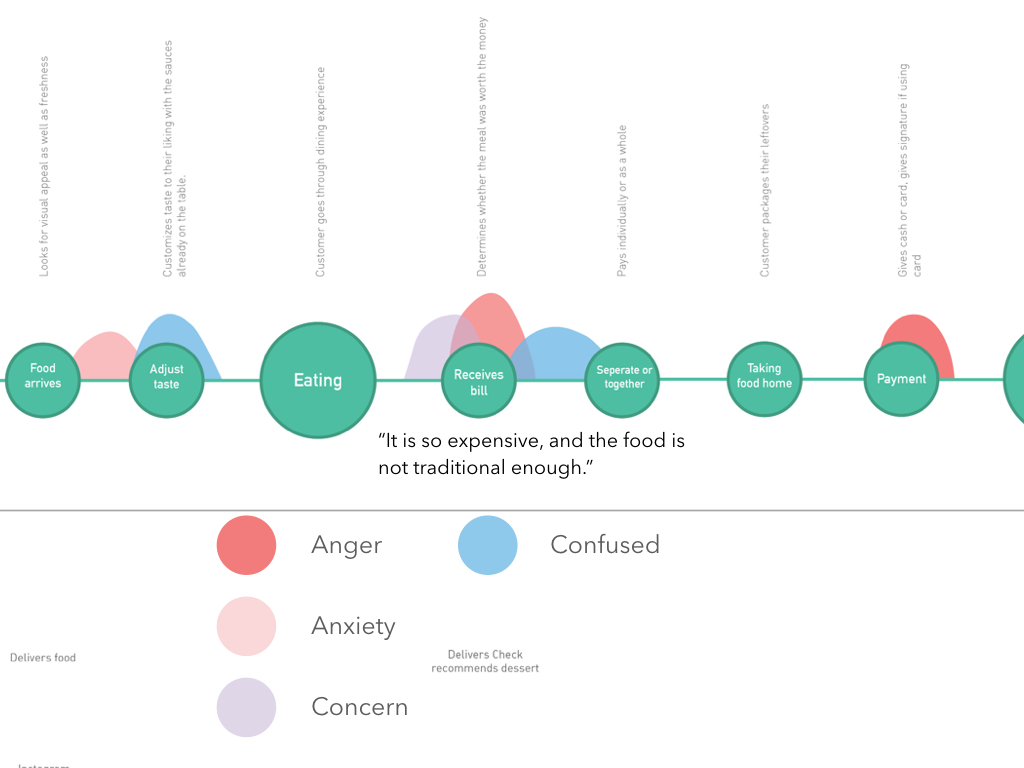 Looks for visual appeal as well as freshness
Customizes taste to their liking with the sauces
already on the table.
Customer goes through dining experience
Determines whether the meal was worth the money
Pays individually or as a whole
Customer packages their leftovers
Gives cash or card, gives signature if using
card
Food
arrives
Adjust
taste
Eating
Receives
bill
Seperate or
together
Taking
food home
Payment
“It is so expensive, and the food is
not traditional enough.”
Anger
Confused
Anxiety
Delivers food
Delivers Check
recommends dessert
Concern